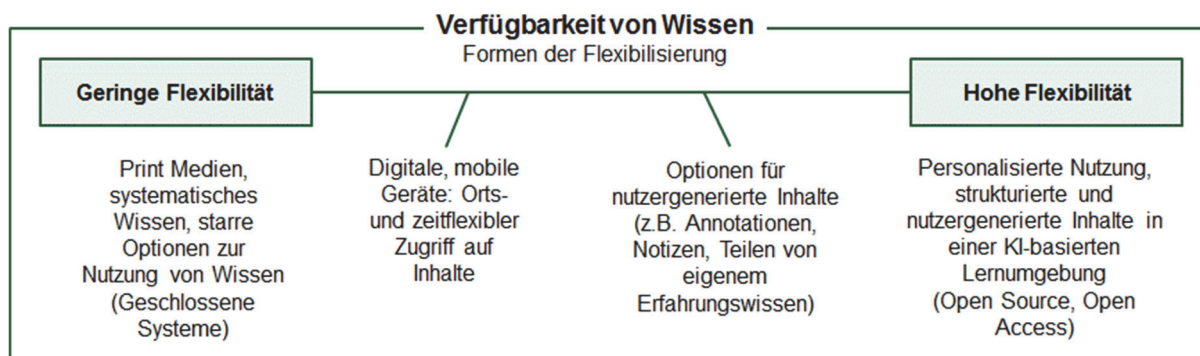 Verfügbarkeit von Wissen
Formen der Flexibilisierung
Geringe Flexibilität
Hohe Flexibilität
Print Medien,
systematisches
Wissen, starre
Optionen zur
Nutzung von Wissen
(Geschlossene
Systeme)
Digitale, mobile
Geräte: Orts-
und zeitflexibler
Zugriff auf
Inhalte
Optionen für
nutzergenerierte Inhalte
(z.B. Annotationen,
Notizen, Teilen von
eigenem
Erfahrungswissen)
Personalisierte Nutzung,
strukturierte und
nutzergenerierte Inhalte in
einer KI-basierten
Lernumgebung
(Open Source, Open
Access)